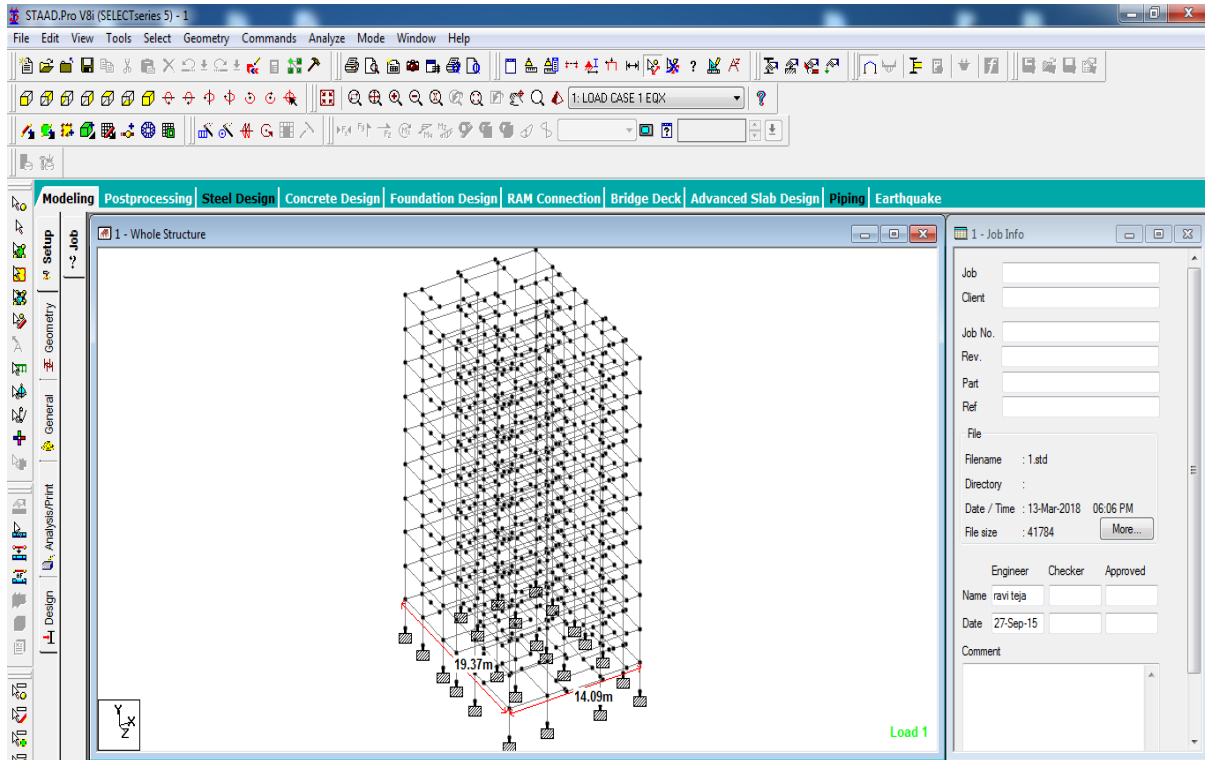 STAAD.Pro V8i (SELECTseries 5) - 1
File Edit View Tools Select Geometry Commands Analyze Mode Window Help
1: LOAD CASE 1 EQX
Modeling Postprocessing Steel Design Concrete Design Foundation Design RAM Connection Bridge Deck Advanced Slab Design Piping Earthquake
Setup
Geometry
General
Analysis/Print
Design
Job
1 - Whole Structure
19.37m
14.09m
Y
X
Z
Load 1
1 - Job Info
Job
Client
Job No.
Rev.
Part
Ref
File
Filename : 1.std
Directory :
Date / Time : 13-Mar-2018 06:06 PM
File size : 41784 More...
Engineer Checker Approved
Name ravi teja
Date 27-Sep-15
Comment